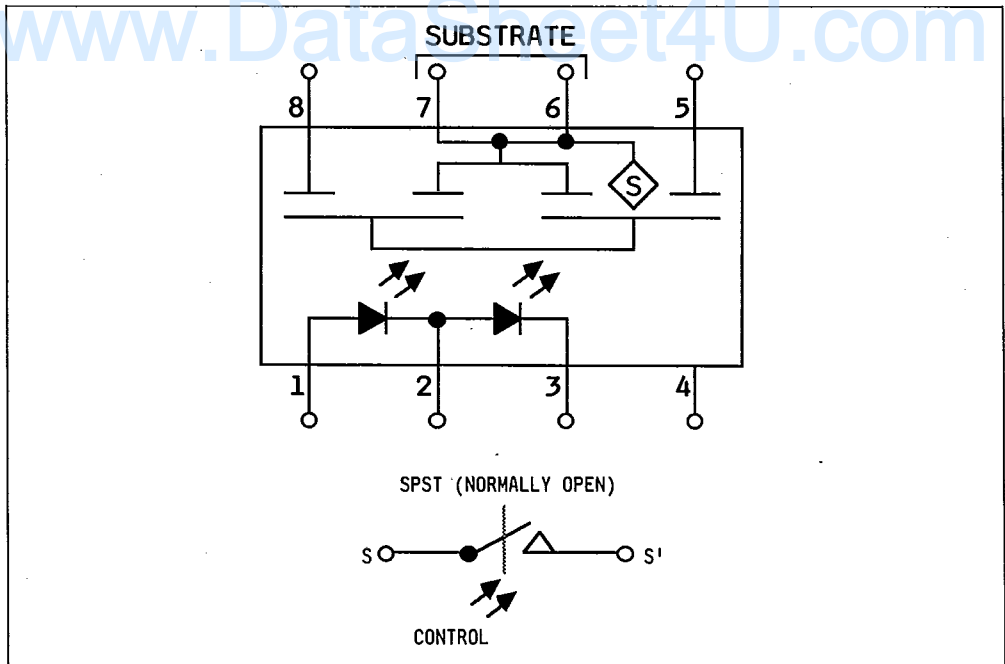 www.DataSheet4U.com
SUBSTRATE
8 7 6 5
S
1 2 3 4
SPST (NORMALLY OPEN)
S S'
CONTROL